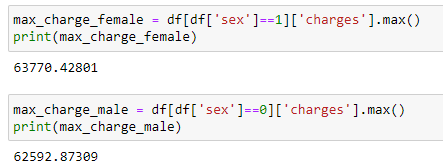 max_charge_female = df[df['sex']==1]['charges'].max()
print(max_charge_female)
63770.42801
max_charge_male = df[df['sex']==0]['charges'].max()
print(max_charge_male)
62592.87309